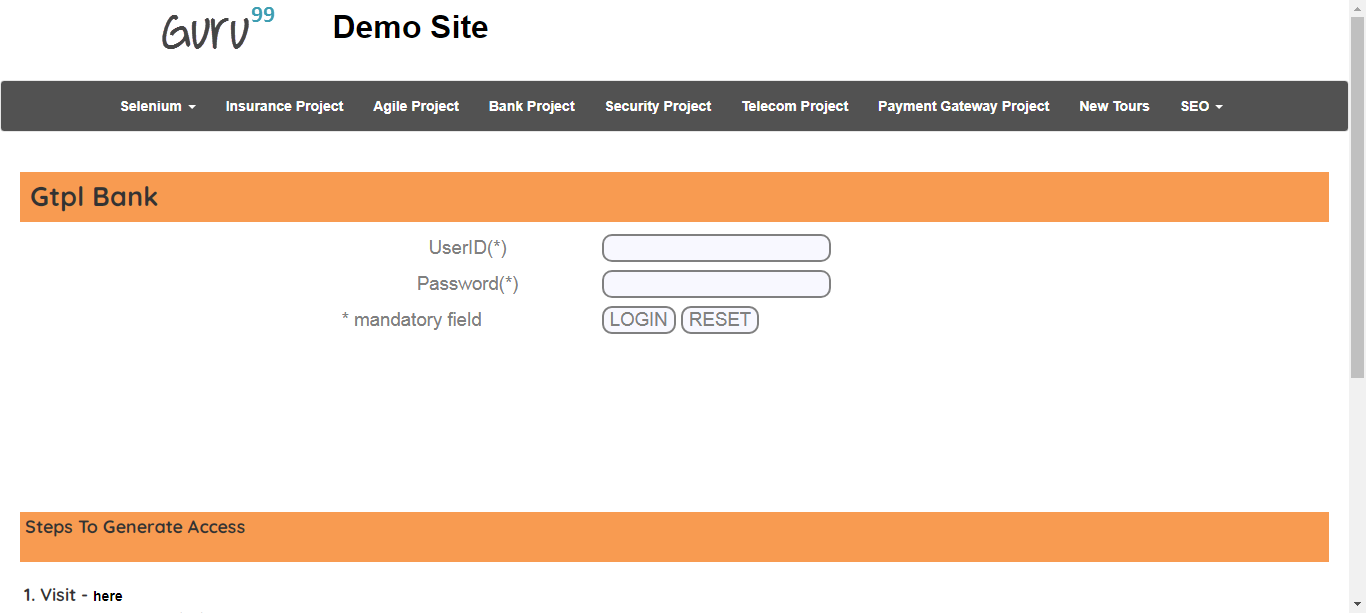 Guru99
Demo Site
Selenium Insurance Project Agile Project Bank Project Security Project Telecom Project Payment Gateway Project New Tours SEO
Gtpl Bank
UserID(*)
Password(*)
* mandatory field LOGIN RESET
Steps To Generate Access
1. Visit - here